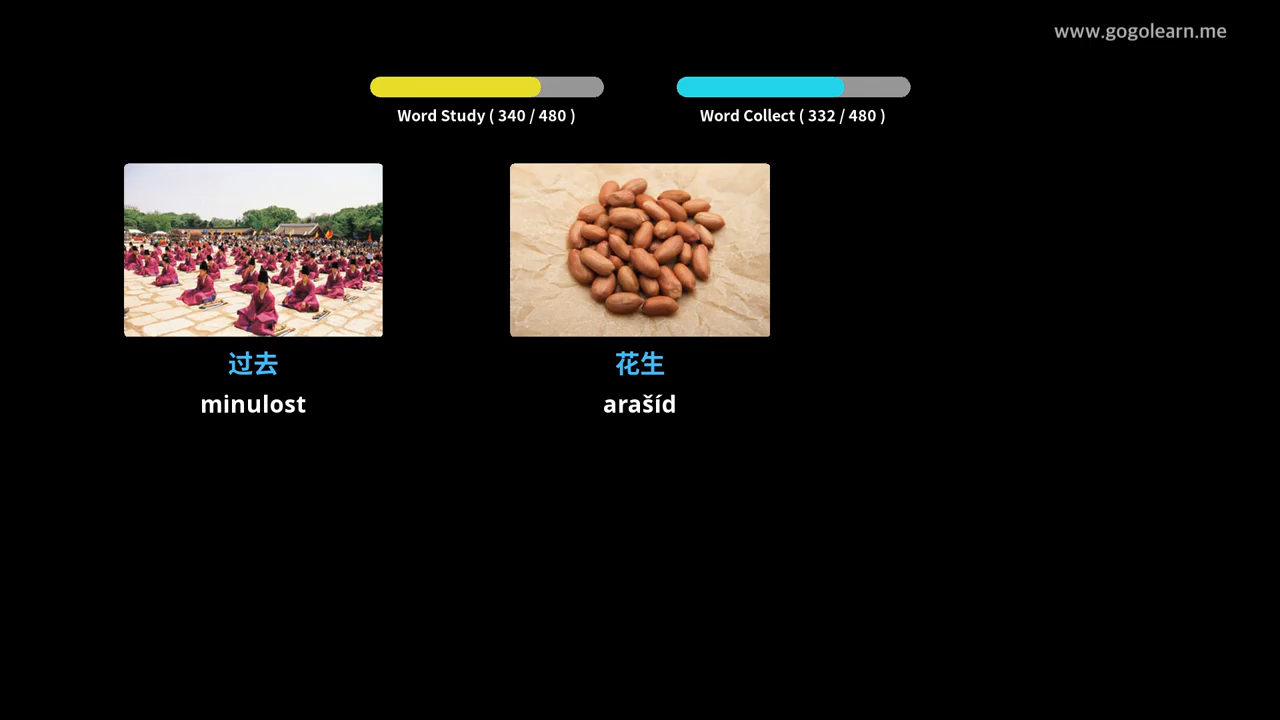 www.gogolearn.me
Word Study ( 340 / 480 )
Word Collect ( 332 / 480 )
过去
minulost
花生
arašíd